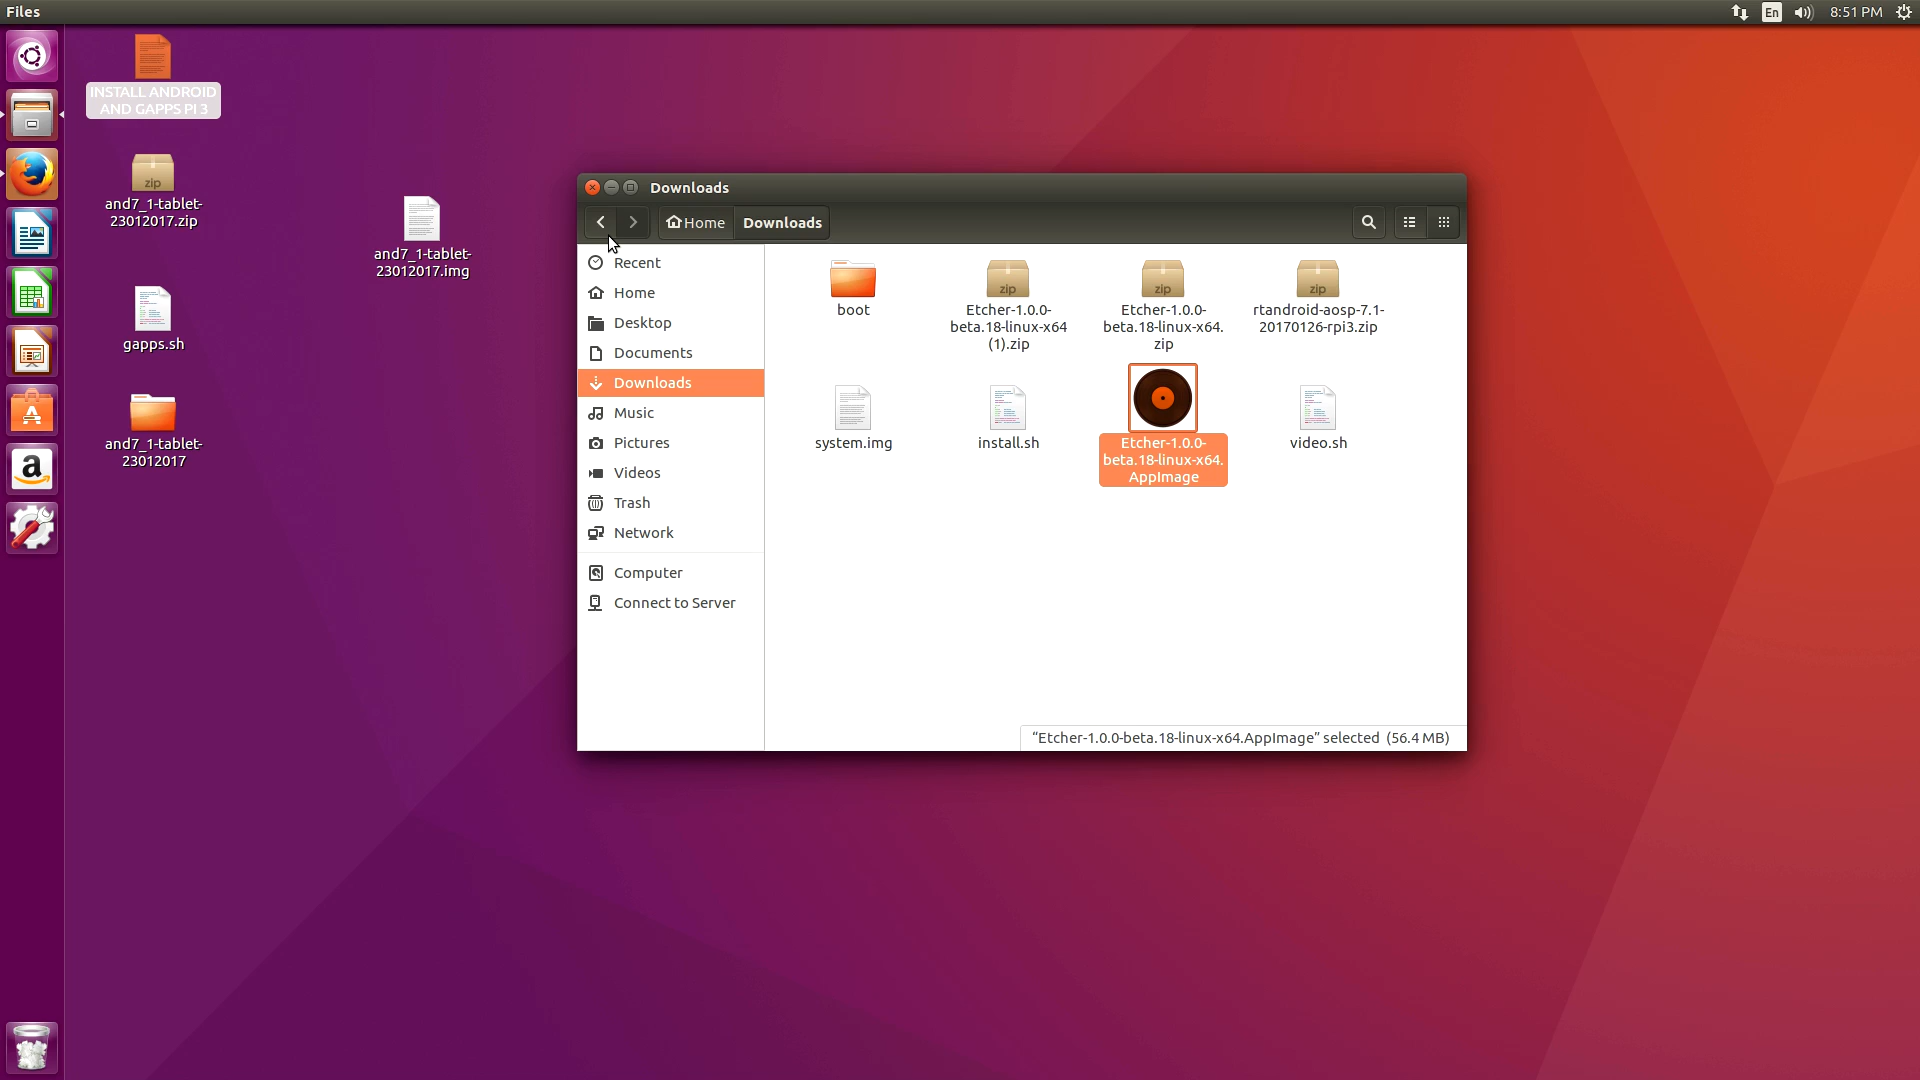 Files
En
8:51 PM
INSTALL ANDROID
AND GAPPS PI 3
zip
and7_1-tablet-
23012017.zip
and7_1-tablet-
23012017.img
gapps.sh
and7_1-tablet-
23012017
Downloads
Home
Downloads
Recent
Home
Desktop
Documents
Downloads
Music
Pictures
Videos
Trash
Network
Computer
Connect to Server
boot
zip
Etcher-1.0.0-
beta.18-linux-x64
(1).zip
zip
Etcher-1.0.0-
beta.18-linux-x64.
zip
zip
rtandroid-aosp-7.1-
20170126-rpi3.zip
system.img
install.sh
Etcher-1.0.0-
beta.18-linux-x64.
AppImage
video.sh
“Etcher-1.0.0-beta.18-linux-x64.AppImage” selected (56.4 MB)